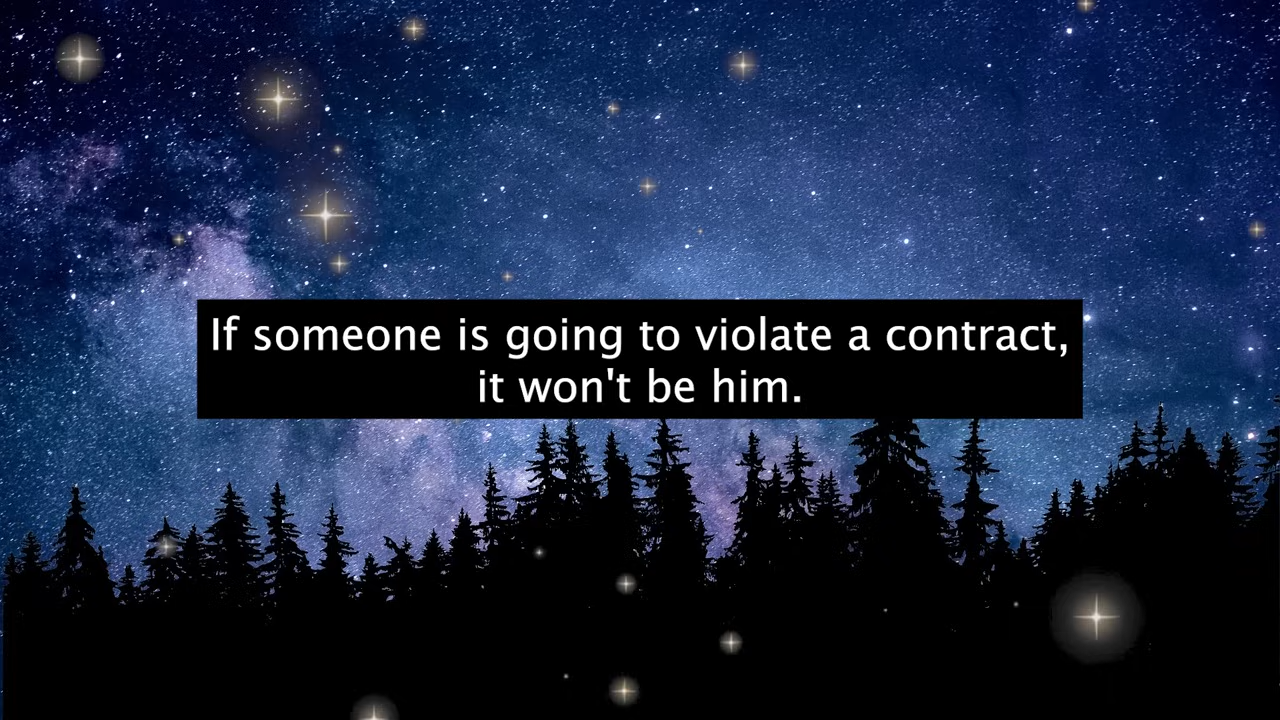 If someone is going to violate a contract,
it won't be him.